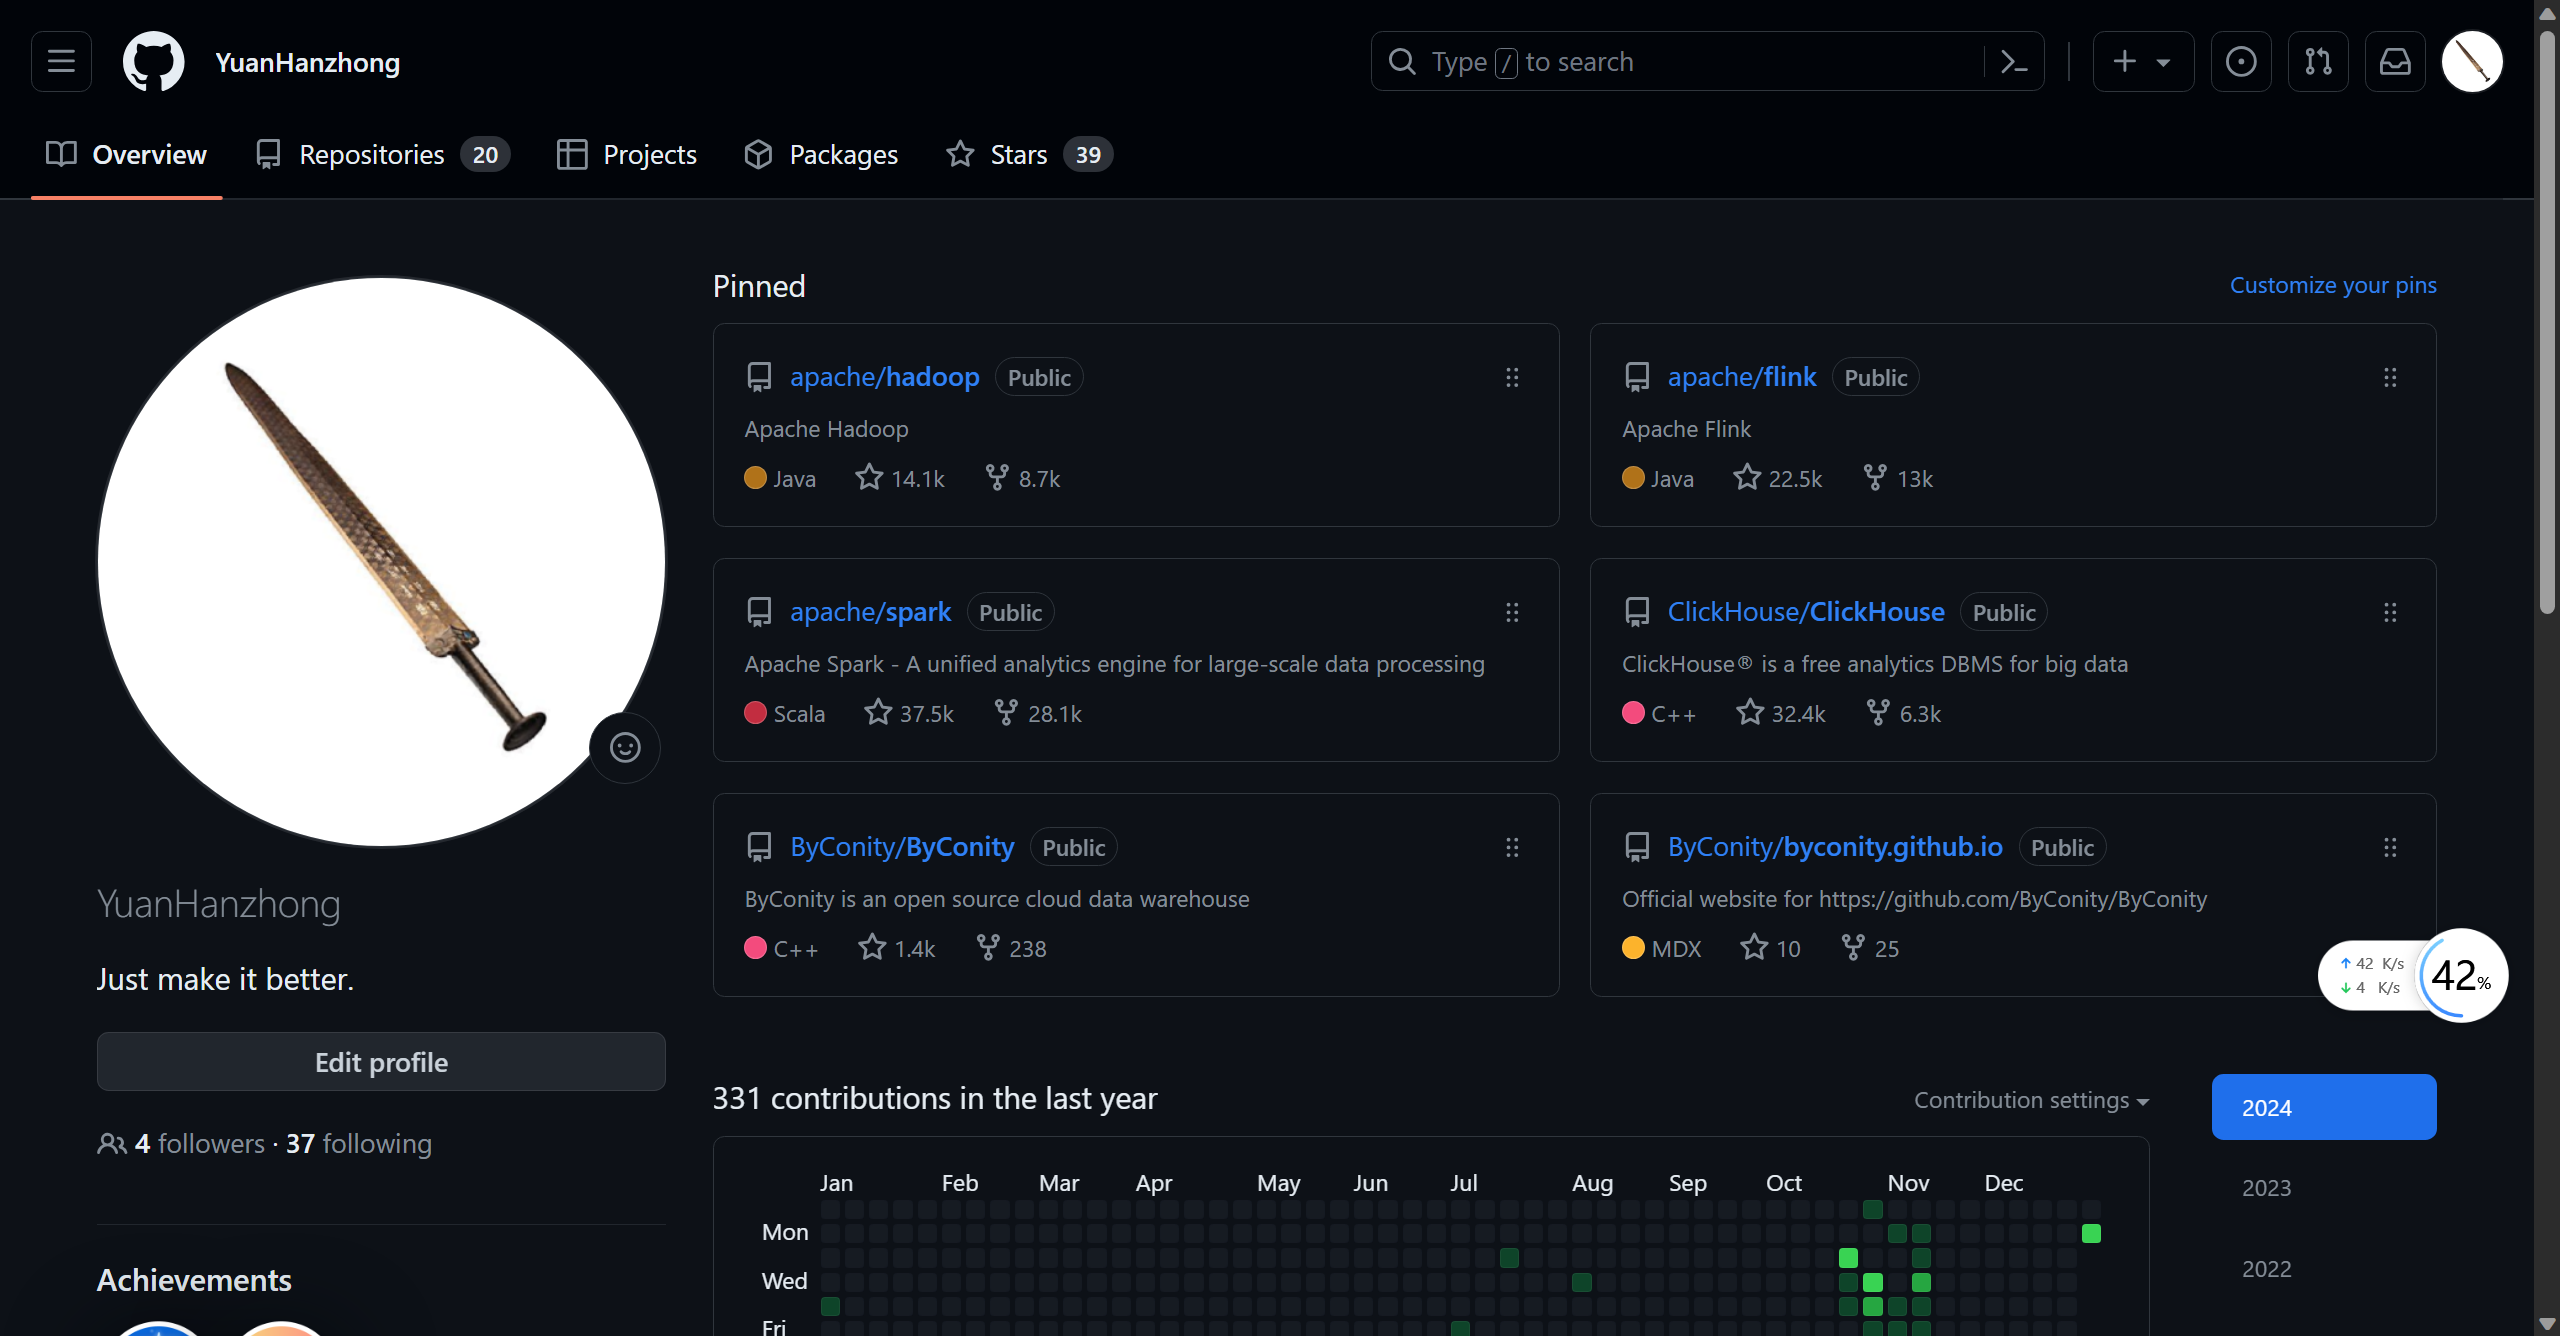 YuanHanzhong
Type / to search
Overview
Repositories 20
Projects
Packages
Stars 39
Pinned
Customize your pins
apache/hadoop Public
Apache Hadoop
Java 14.1k 8.7k
apache/flink Public
Apache Flink
Java 22.5k 13k
apache/spark Public
Apache Spark - A unified analytics engine for large-scale data processing
Scala 37.5k 28.1k
ClickHouse/ClickHouse Public
ClickHouse® is a free analytics DBMS for big data
C++ 32.4k 6.3k
ByConity/ByConity Public
ByConity is an open source cloud data warehouse
C++ 1.4k 238
ByConity/byconity.github.io Public
Official website for https://github.com/ByConity/ByConity
MDX 10 25
↑ 42 K/s
↓ 4 K/s
42%
YuanHanzhong
Just make it better.
Edit profile
4 followers · 37 following
Achievements
331 contributions in the last year
Contribution settings
2024
2023
2022
Jan Feb Mar Apr May Jun Jul Aug Sep Oct Nov Dec
Mon
Wed
Fri